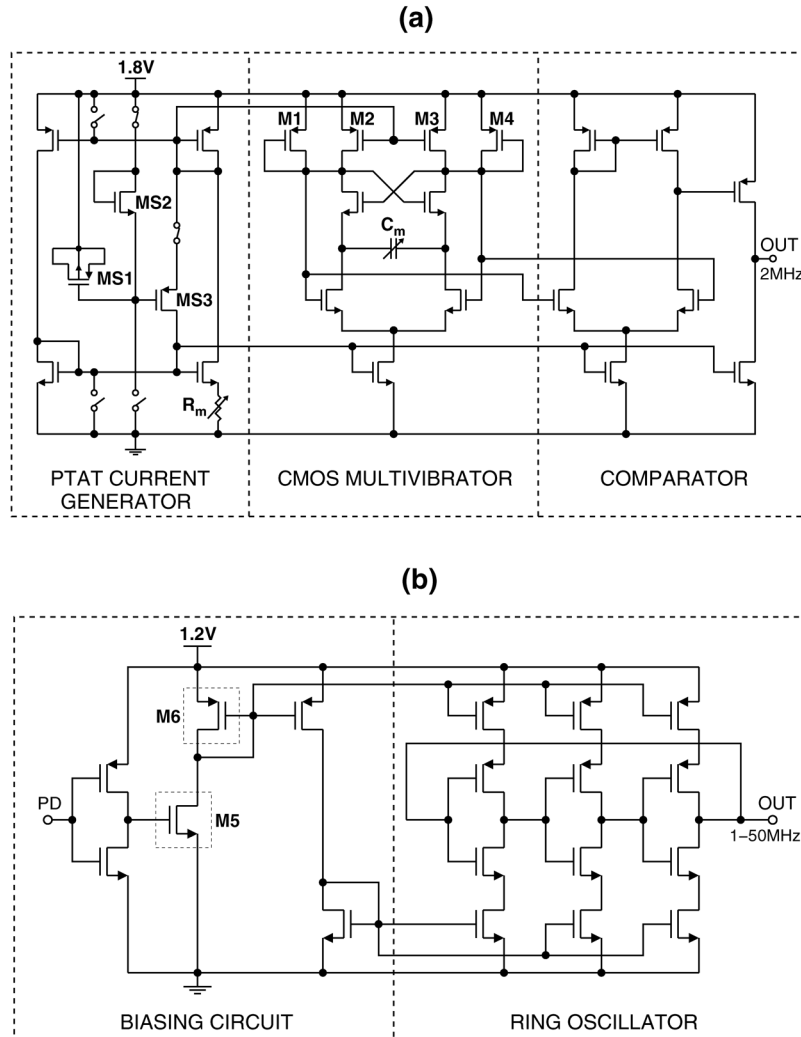 (a)
1.8V
M1
M2
M3
M4
MS2
Cm
MS1
MS3
OUT
2MHz
Rm
PTAT CURRENT
GENERATOR
CMOS MULTIVIBRATOR
COMPARATOR
(b)
1.2V
M6
PD
M5
OUT
1–50MHz
BIASING CIRCUIT
RING OSCILLATOR